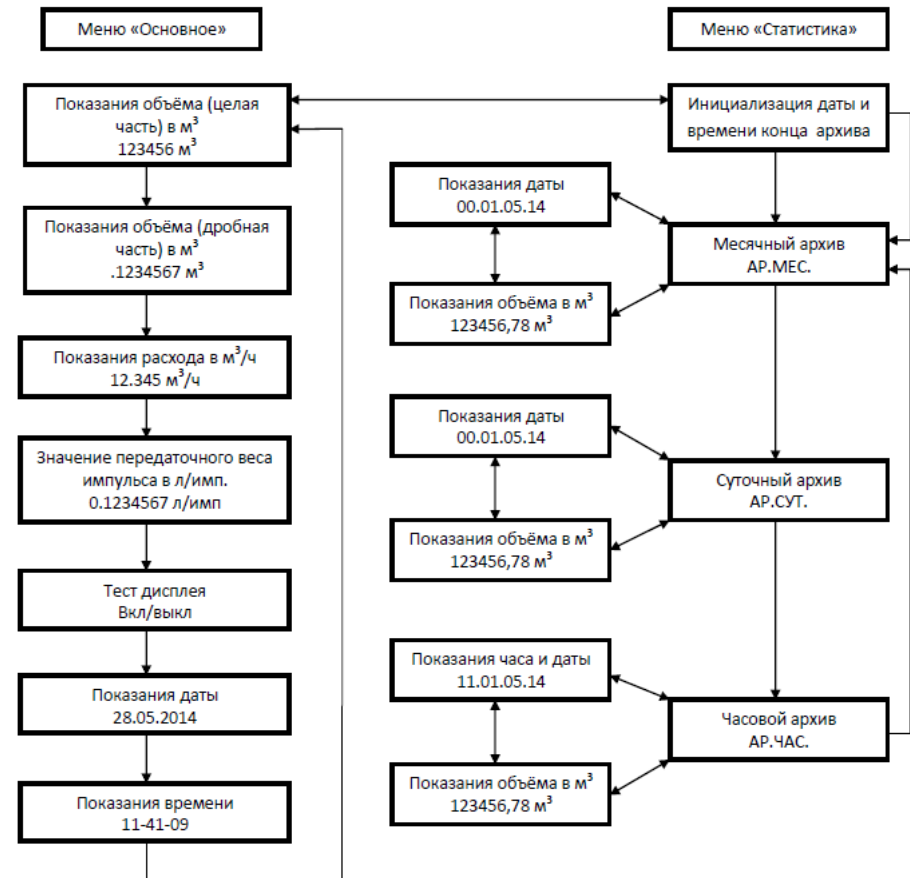 Меню «Основное»
Показания объёма (целая
часть) в м³
123456 м³
Показания объёма (дробная
часть) в м³
.1234567 м³
Показания расхода в м³/ч
12.345 м³/ч
Значение передаточного веса
импульса в л/имп.
0.1234567 л/имп
Тест дисплея
Вкл/выкл
Показания даты
28.05.2014
Показания времени
11-41-09
Меню «Статистика»
Инициализация даты и
времени конца архива
Показания даты
00.01.05.14
Месячный архив
АР.МЕС.
Показания объёма в м³
123456,78 м³
Показания даты
00.01.05.14
Суточный архив
АР.СУТ.
Показания объёма в м³
123456,78 м³
Показания часа и даты
11.01.05.14
Часовой архив
АР.ЧАС.
Показания объёма в м³
123456,78 м³